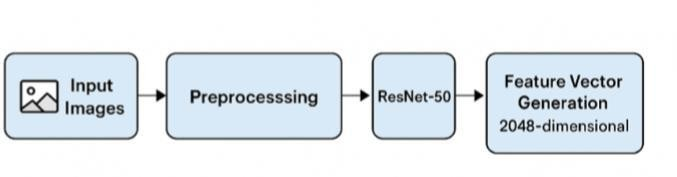 Input
Images
Preprocesssing
ResNet-50
Feature Vector
Generation
2048-dimensional